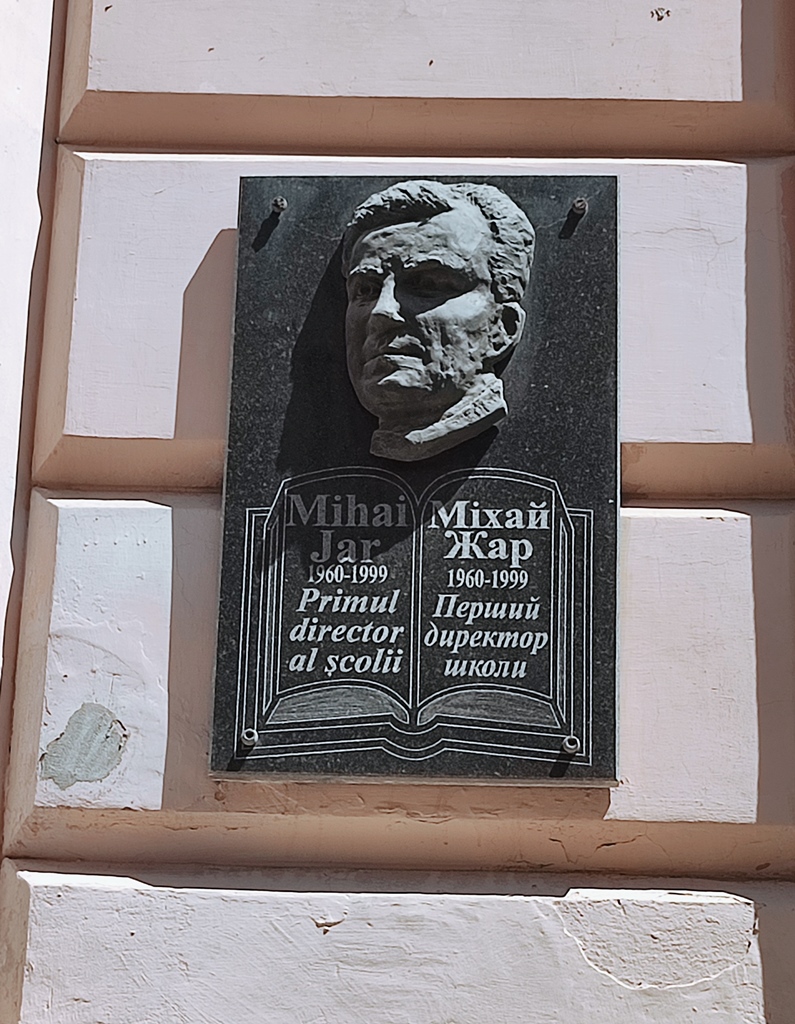 Mihai
Jar
1960-1999
Primul
director
al școlii
Міхай
Жар
1960-1999
Перший
директор
школи